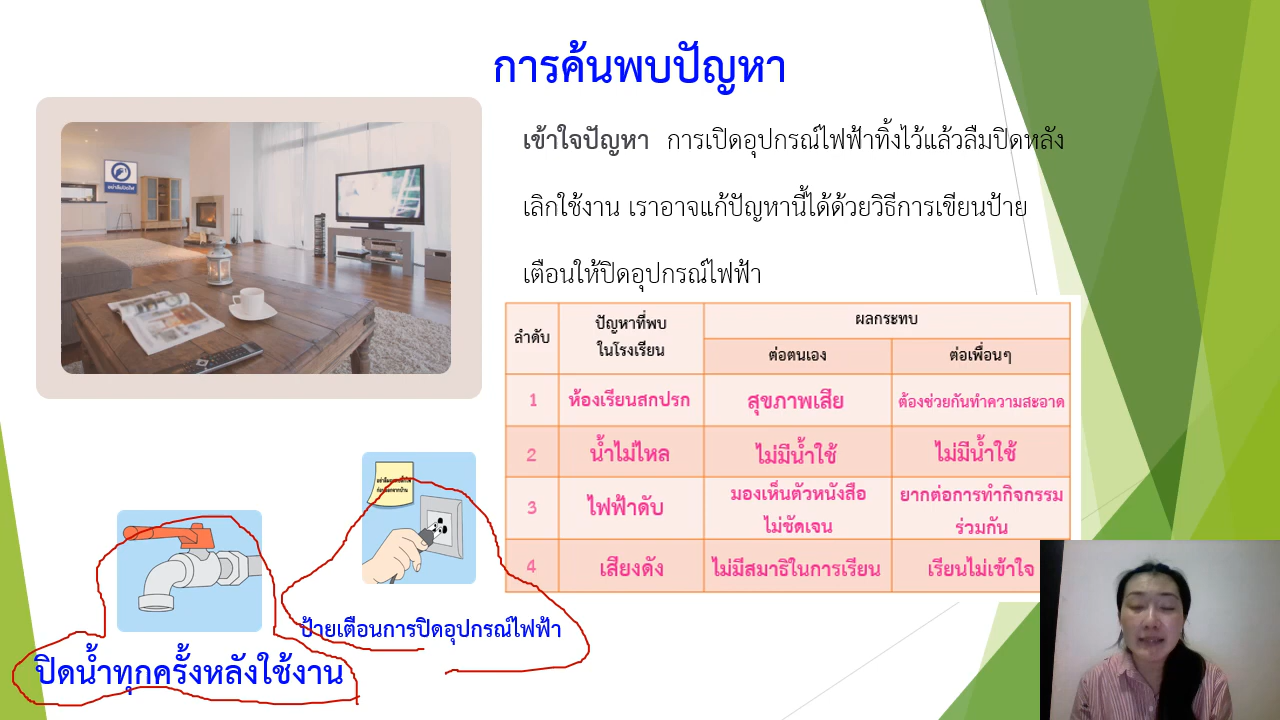 การค้นพบปัญหา
เข้าใจปัญหา การเปิดอุปกรณ์ไฟฟ้าทิ้งไว้แล้วลืมปิดหลัง
เลิกใช้งาน เราอาจแก้ปัญหานี้ได้ด้วยวิธีการเขียนป้าย
เตือนให้ปิดอุปกรณ์ไฟฟ้า
อย่าลืมปิดไฟ
ลำดับ
ปัญหาที่พบ
ในโรงเรียน
ผลกระทบ
ต่อตนเอง
ต่อเพื่อนๆ
1
ห้องเรียนสกปรก
สุขภาพเสีย
ต้องช่วยกันทำความสะอาด
2
น้ำไม่ไหล
ไม่มีน้ำใช้
ไม่มีน้ำใช้
3
ไฟฟ้าดับ
มองเห็นตัวหนังสือ
ไม่ชัดเจน
ยากต่อการทำกิจกรรม
ร่วมกัน
4
เสียงดัง
ไม่มีสมาธิในการเรียน
เรียนไม่เข้าใจ
ป้ายเตือนการปิดอุปกรณ์ไฟฟ้า
ปิดน้ำทุกครั้งหลังใช้งาน